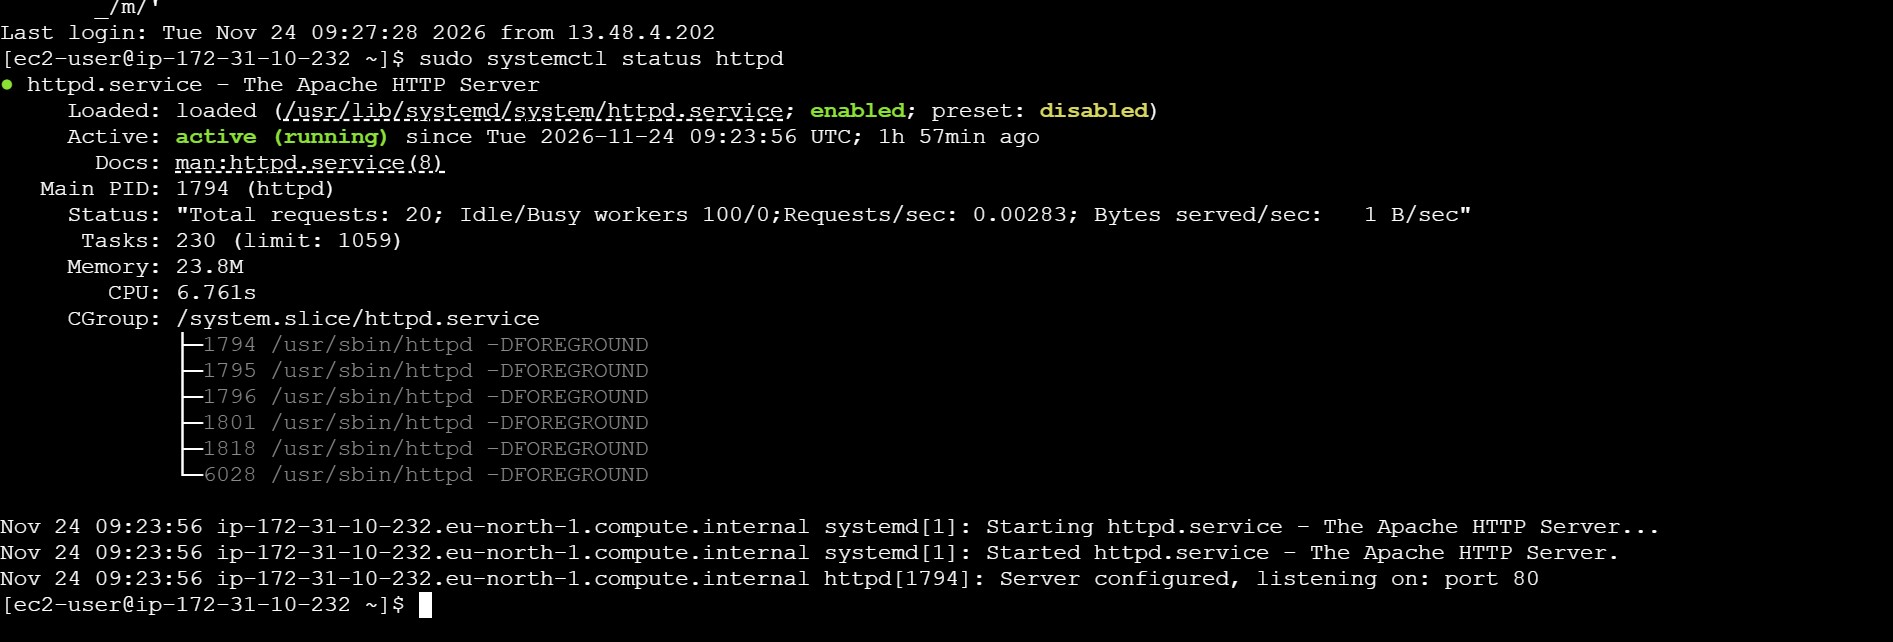 _/m/'
Last login: Tue Nov 24 09:27:28 2026 from 13.48.4.202
[ec2-user@ip-172-31-10-232 ~]$ sudo systemctl status httpd
● httpd.service - The Apache HTTP Server
Loaded: loaded (/usr/lib/systemd/system/httpd.service; enabled; preset: disabled)
Active: active (running) since Tue 2026-11-24 09:23:56 UTC; 1h 57min ago
Docs: man:httpd.service(8)
Main PID: 1794 (httpd)
Status: "Total requests: 20; Idle/Busy workers 100/0;Requests/sec: 0.00283; Bytes served/sec:   1 B/sec"
Tasks: 230 (limit: 1059)
Memory: 23.8M
CPU: 6.761s
CGroup: /system.slice/httpd.service
├─1794 /usr/sbin/httpd -DFOREGROUND
├─1795 /usr/sbin/httpd -DFOREGROUND
├─1796 /usr/sbin/httpd -DFOREGROUND
├─1801 /usr/sbin/httpd -DFOREGROUND
├─1818 /usr/sbin/httpd -DFOREGROUND
└─6028 /usr/sbin/httpd -DFOREGROUND
Nov 24 09:23:56 ip-172-31-10-232.eu-north-1.compute.internal systemd[1]: Starting httpd.service - The Apache HTTP Server...
Nov 24 09:23:56 ip-172-31-10-232.eu-north-1.compute.internal systemd[1]: Started httpd.service - The Apache HTTP Server.
Nov 24 09:23:56 ip-172-31-10-232.eu-north-1.compute.internal httpd[1794]: Server configured, listening on: port 80
[ec2-user@ip-172-31-10-232 ~]$